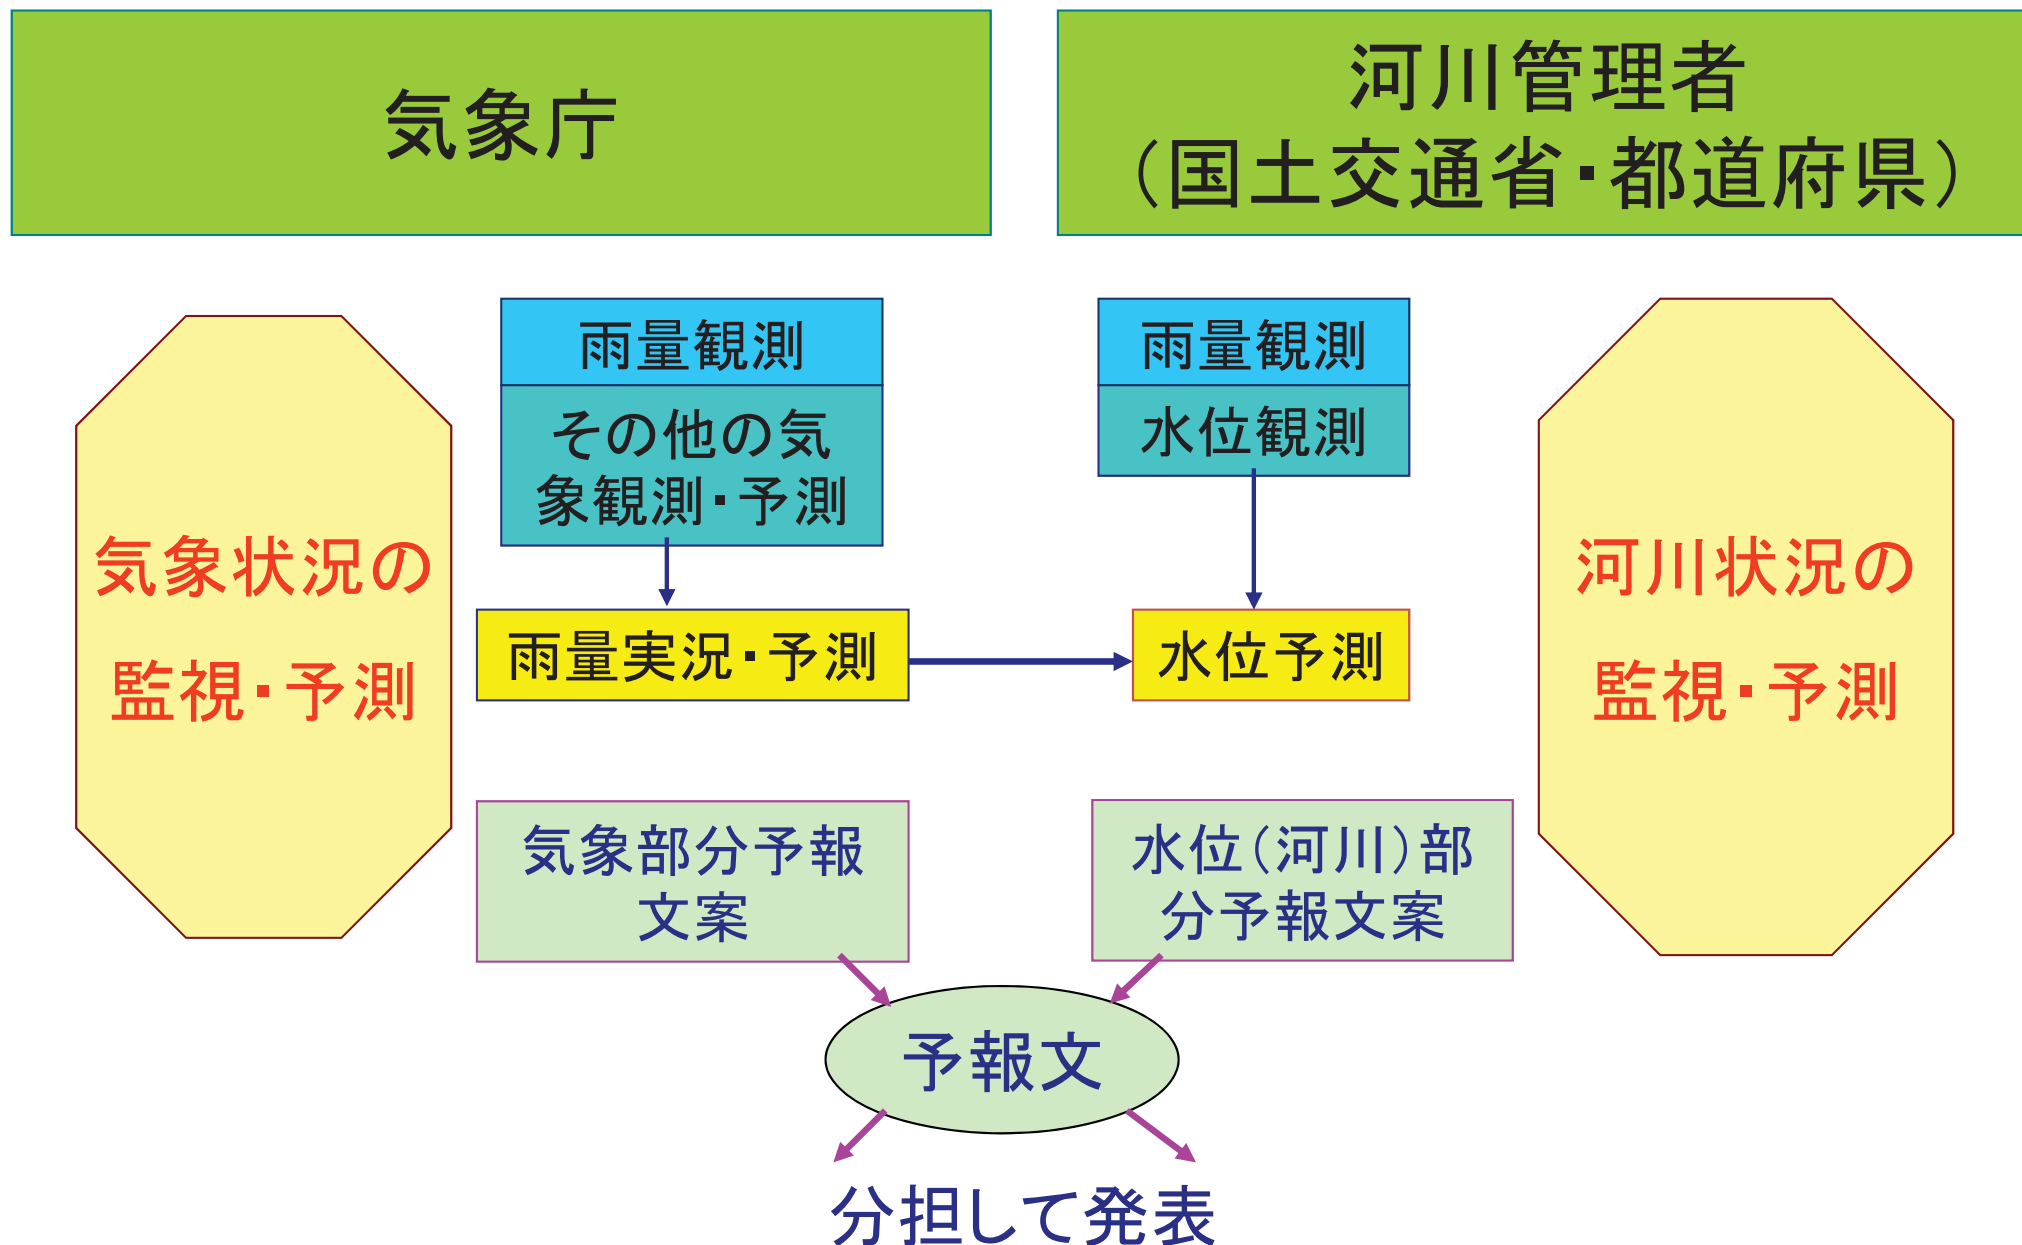 気象庁
河川管理者
（国土交通省・都道府県）
雨量観測
その他の気
象観測・予測
雨量観測
水位観測
気象状況の
監視・予測
河川状況の
監視・予測
雨量実況・予測
水位予測
気象部分予報
文案
水位（河川）部
分予報文案
予報文
分担して発表